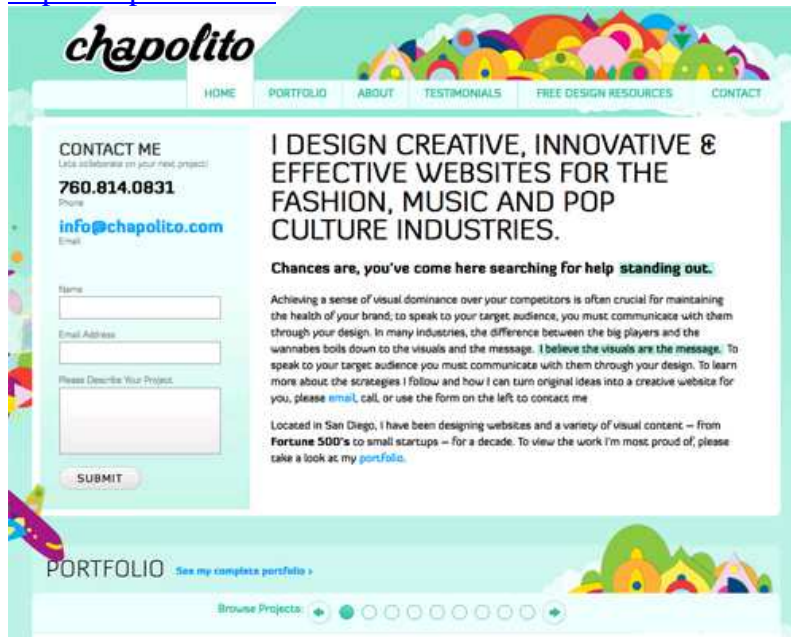 chapolito
HOME PORTFOLIO ABOUT TESTIMONIALS FREE DESIGN RESOURCES CONTACT
CONTACT ME
Lets collaborate on your next project!
760.814.0831
Phone
info@chapolito.com
Email
Name
Email Address
Please Describe Your Project
SUBMIT
I DESIGN CREATIVE, INNOVATIVE &
EFFECTIVE WEBSITES FOR THE
FASHION, MUSIC AND POP
CULTURE INDUSTRIES.
Chances are, you've come here searching for help standing out.
Achieving a sense of visual dominance over your competitors is often crucial for maintaining
the health of your brand; to speak to your target audience, you must communicate with them
through your design. In many industries, the difference between the big players and the
wannabes boils down to the visuals and the message. I believe the visuals are the message. To
speak to your target audience you must communicate with them through your design. To learn
more about the strategies I follow and how I can turn original ideas into a creative website for
you, please email, call, or use the form on the left to contact me
Located in San Diego, I have been designing websites and a variety of visual content – from
Fortune 500's to small startups – for a decade. To view the work I'm most proud of, please
take a look at my portfolio.
PORTFOLIO See my complete portfolio ›
Browse Projects: